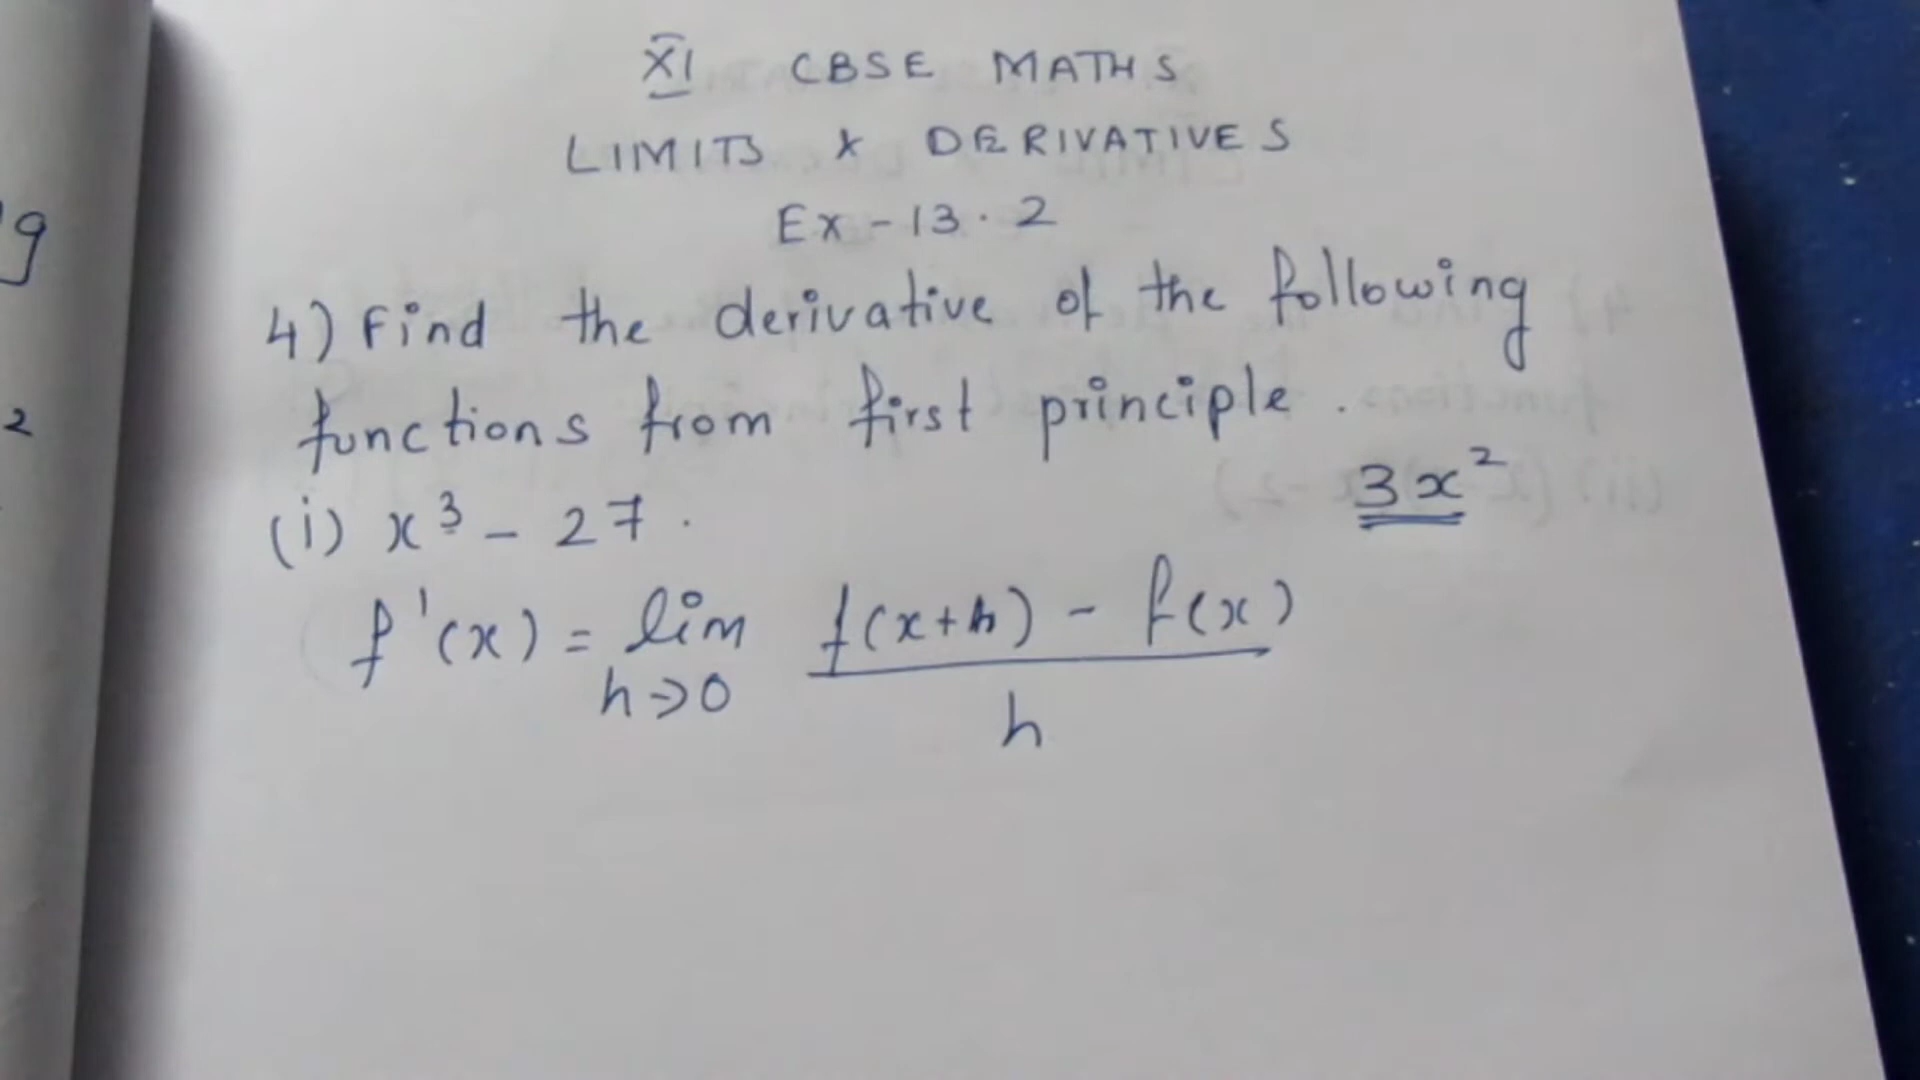 XI CBSE MATHS
LIMITS & DERIVATIVES
Ex - 13.2
4) Find the derivative of the following
functions from first principle.
3x²
(i) x³ - 27.
f'(x) = lim f(x+h) - f(x)
h→0 h
g
2